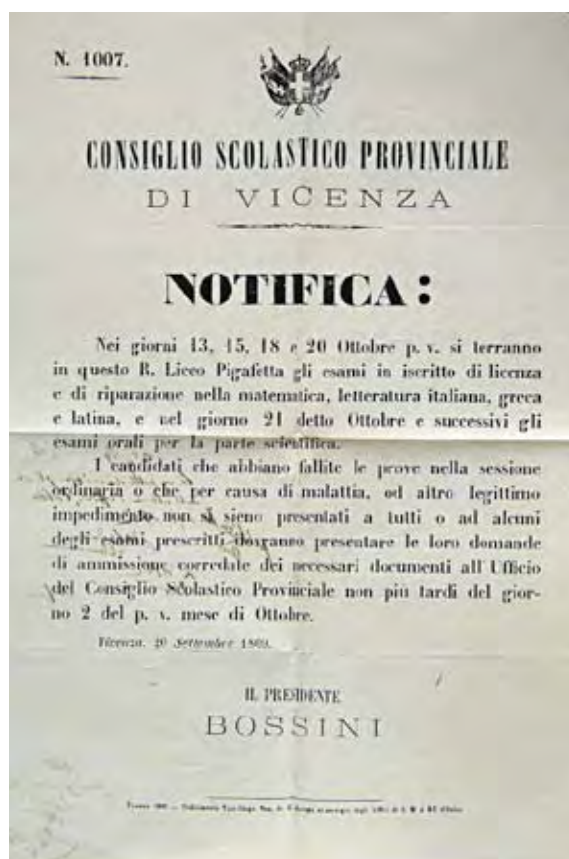 N. 1007.
CONSIGLIO SCOLASTICO PROVINCIALE
DI VICENZA
NOTIFICA:
Nei giorni 13, 15, 18 e 20 Ottobre p. v. si terranno
in questo R. Liceo Pigafetta gli esami in iscritto di licenza
e di riparazione nella matematica, letteratura italiana, greca
e latina, e nel giorno 21 detto Ottobre e successivi gli
esami orali per la parte scientifica.
I candidati che abbiano fallite le prove nella sessione
ordinaria o che per causa di malattia, od altro legittimo
impedimento non si sieno presentati a tutti o ad alcuni
degli esami prescritti dovranno presentare le loro domande
di ammissione corredate dei necessari documenti all'Ufficio
del Consiglio Scolastico Provinciale non più tardi del gior-
no 2 del p. v. mese di Ottobre.
Vicenza, 20 Settembre 1869.
IL PRESIDENTE
BOSSINI